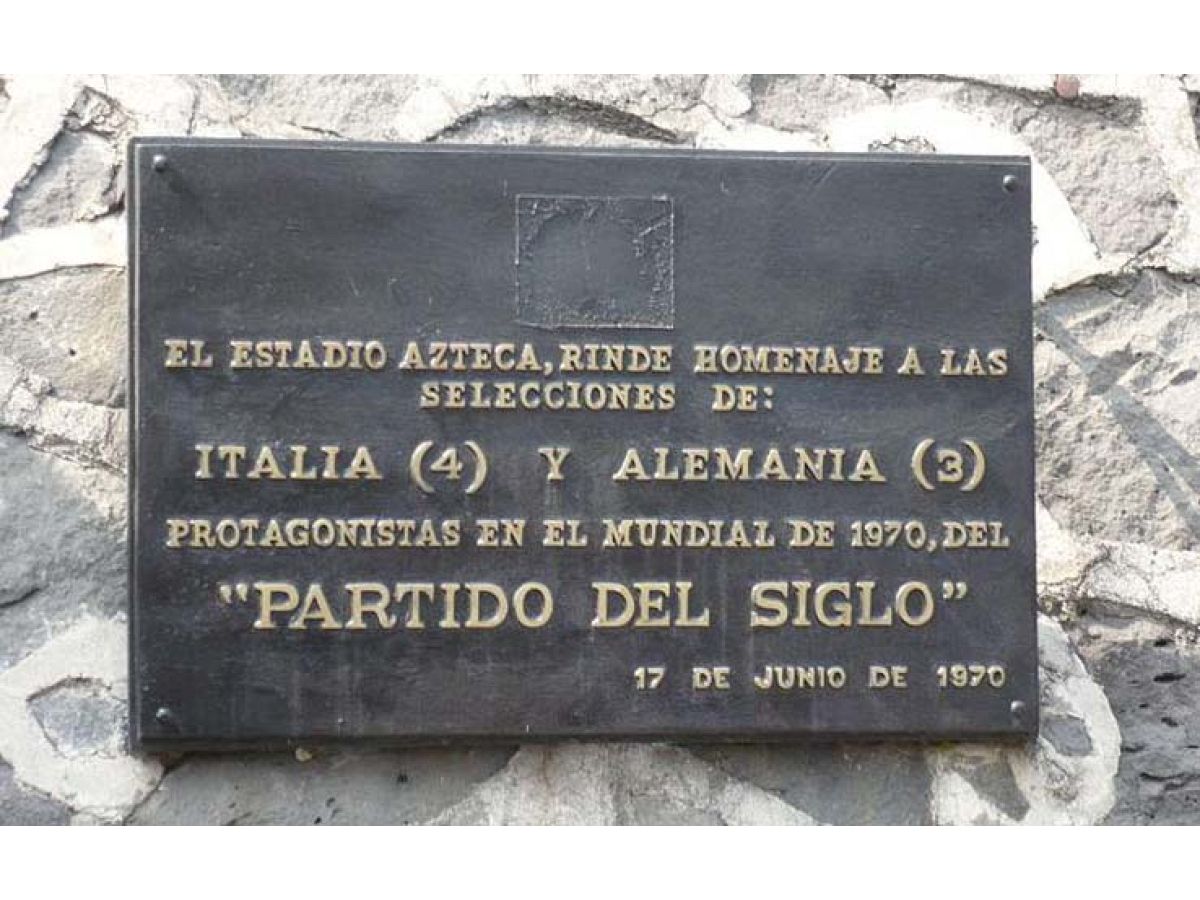 EL ESTADIO AZTECA, RINDE HOMENAJE A LAS
SELECCIONES DE:
ITALIA (4) Y ALEMANIA (3)
PROTAGONISTAS EN EL MUNDIAL DE 1970, DEL
"PARTIDO DEL SIGLO"
17 DE JUNIO DE 1970